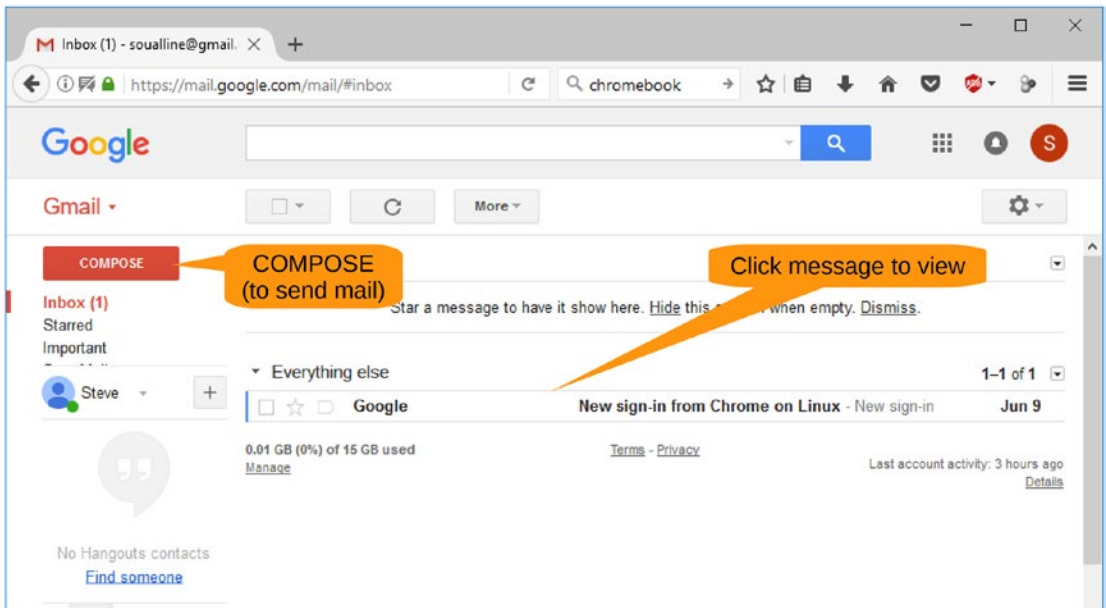 Inbox (1) - soualline@gmail.
https://mail.google.com/mail/#inbox
chromebook
Google
S
Gmail
More
COMPOSE
COMPOSE
(to send mail)
Click message to view
Inbox (1)
Star a message to have it show here. Hide this when empty. Dismiss.
Starred
Important
Everything else
1–1 of 1
Steve
Google New sign-in from Chrome on Linux - New sign-in Jun 9
0.01 GB (0%) of 15 GB used
Manage
Terms - Privacy
Last account activity: 3 hours ago
Details
No Hangouts contacts
Find someone